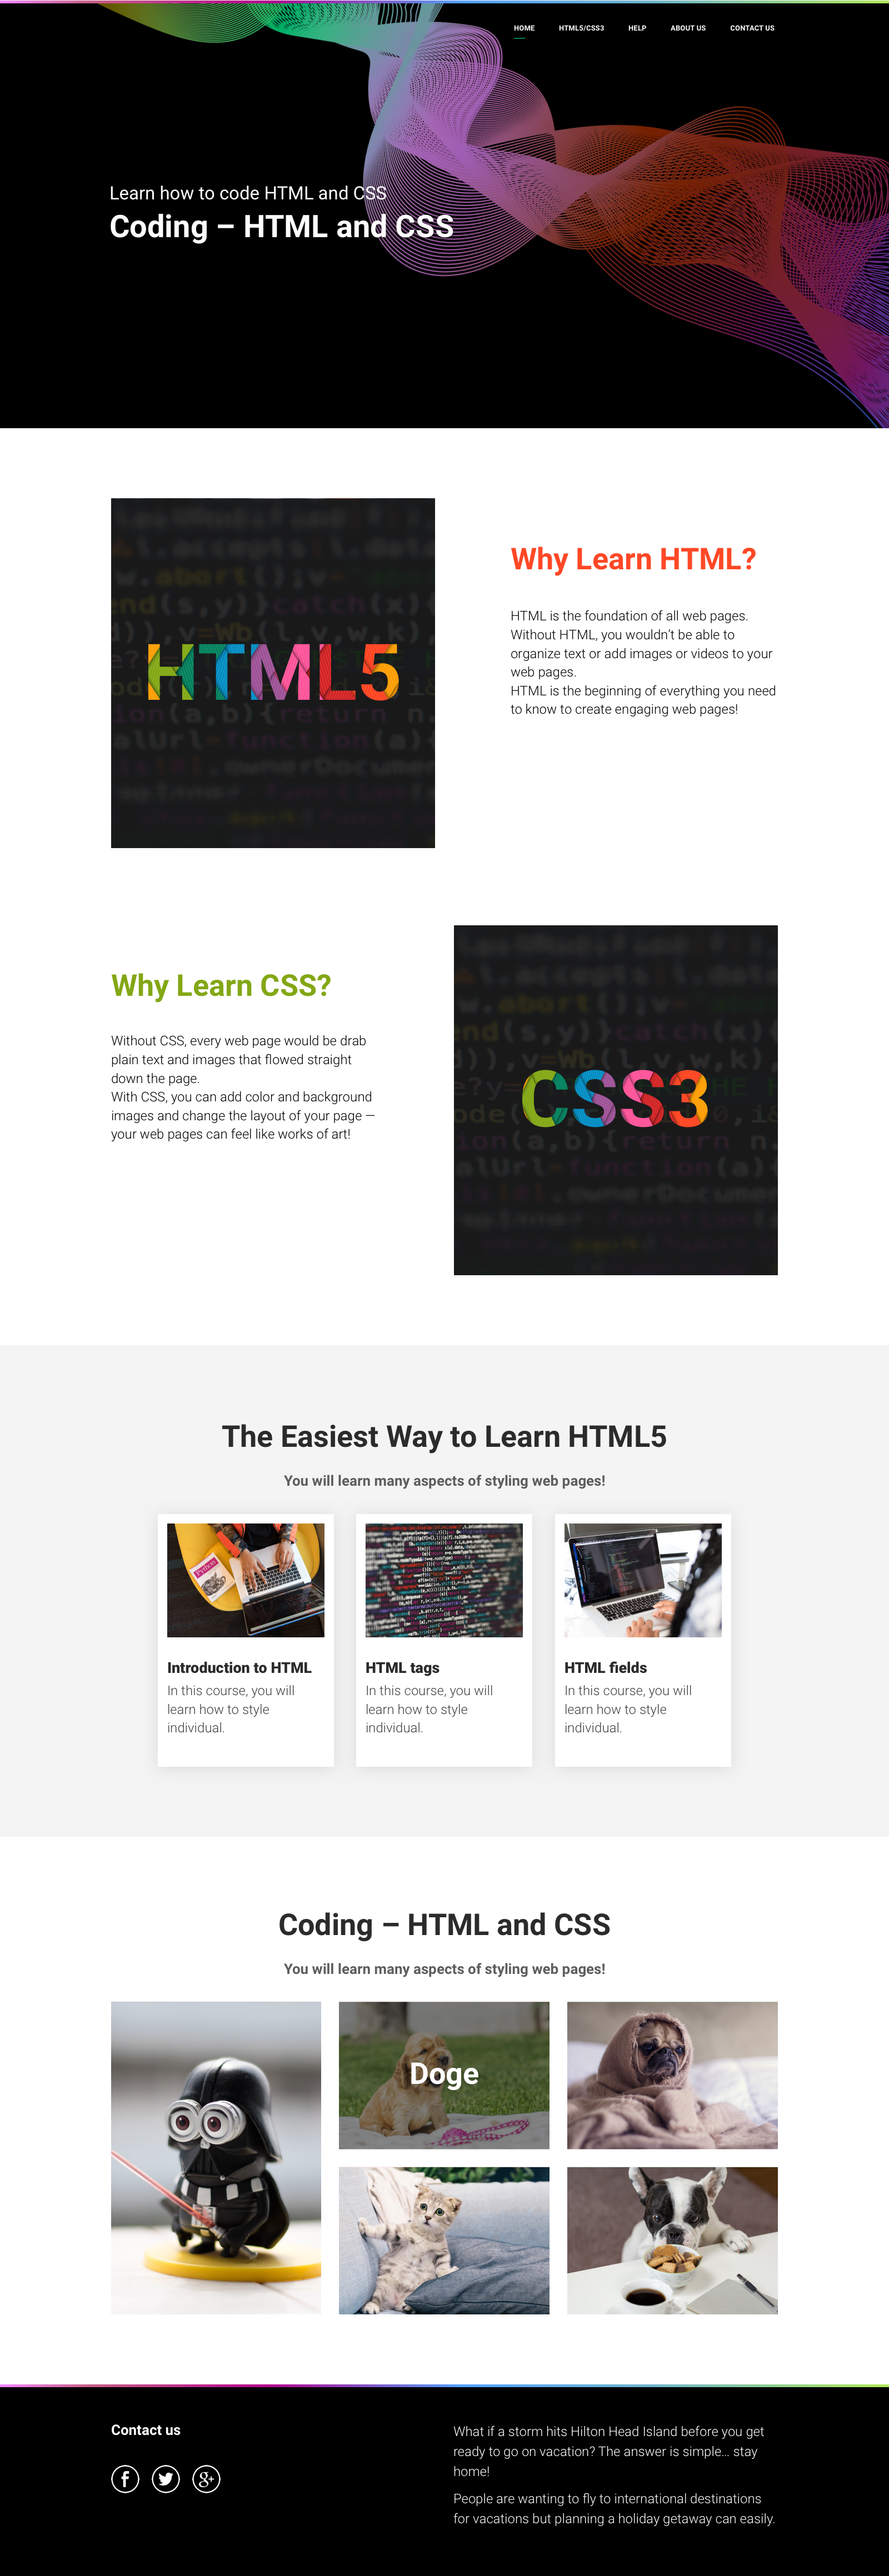 HOME HTML5/CSS3 HELP ABOUT US CONTACT US
Learn how to code HTML and CSS
Coding – HTML and CSS
HTML5
Why Learn HTML?
HTML is the foundation of all web pages.
Without HTML, you wouldn't be able to
organize text or add images or videos to your
web pages.
HTML is the beginning of everything you need
to know to create engaging web pages!
Why Learn CSS?
Without CSS, every web page would be drab
plain text and images that flowed straight
down the page.
With CSS, you can add color and background
images and change the layout of your page —
your web pages can feel like works of art!
CSS3
The Easiest Way to Learn HTML5
You will learn many aspects of styling web pages!
Python
Introduction to HTML
In this course, you will
learn how to style
individual.
HTML tags
In this course, you will
learn how to style
individual.
HTML fields
In this course, you will
learn how to style
individual.
Coding – HTML and CSS
You will learn many aspects of styling web pages!
Doge
Contact us
f g+
What if a storm hits Hilton Head Island before you get
ready to go on vacation? The answer is simple... stay
home!
People are wanting to fly to international destinations
for vacations but planning a holiday getaway can easily.